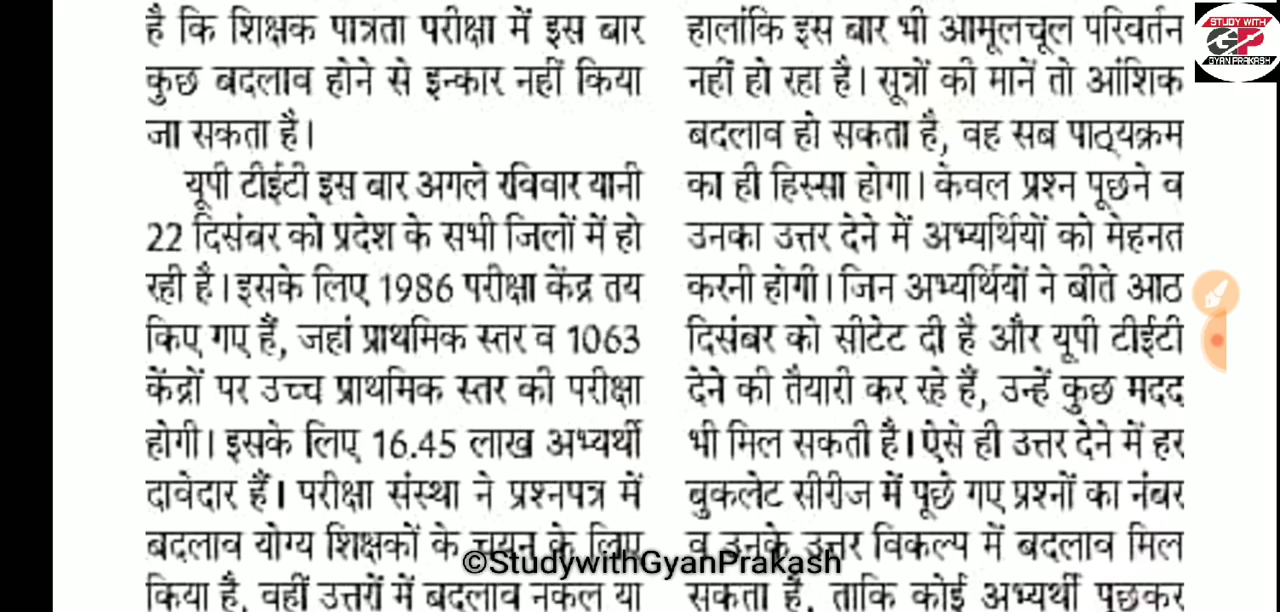 है कि शिक्षक पात्रता परीक्षा में इस बार
कुछ बदलाव होने से इन्कार नहीं किया
जा सकता है।
यूपी टीईटी इस बार अगले रविवार यानी
22 दिसंबर को प्रदेश के सभी जिलों में हो
रही है। इसके लिए 1986 परीक्षा केंद्र तय
किए गए हैं, जहां प्राथमिक स्तर व 1063
केंद्रों पर उच्च प्राथमिक स्तर की परीक्षा
होगी। इसके लिए 16.45 लाख अभ्यर्थी
दावेदार हैं। परीक्षा संस्था ने प्रश्नपत्र में
बदलाव योग्य शिक्षकों के चयन के लिए
किया है, वहीं उत्तरों में बदलाव नकल या
हालांकि इस बार भी आमूलचूल परिवर्तन
नहीं हो रहा है। सूत्रों की मानें तो आंशिक
बदलाव हो सकता है, वह सब पाठ्यक्रम
का ही हिस्सा होगा। केवल प्रश्न पूछने व
उनका उत्तर देने में अभ्यर्थियों को मेहनत
करनी होगी। जिन अभ्यर्थियों ने बीते आठ
दिसंबर को सीटेट दी है और यूपी टीईटी
देने की तैयारी कर रहे हैं, उन्हें कुछ मदद
भी मिल सकती है। ऐसे ही उत्तर देने में हर
बुकलेट सीरीज में पूछे गए प्रश्नों का नंबर
व उनके उत्तर विकल्प में बदलाव मिल
सकता है, ताकि कोई अभ्यर्थी पूछकर
STUDY WITH
GP
GYAN PRAKASH
©StudywithGyanPrakash